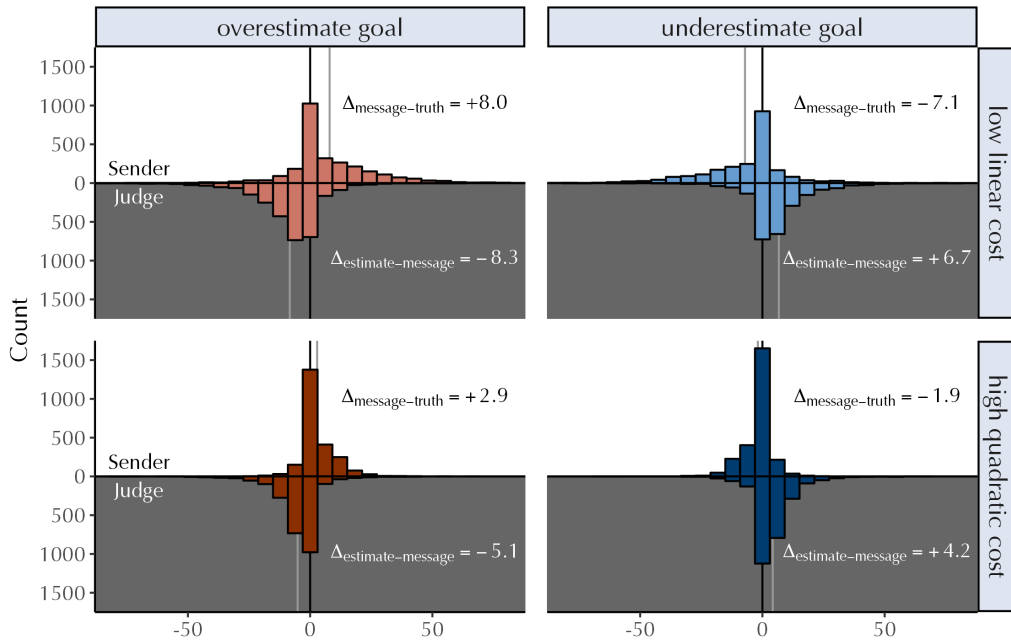 overestimate goal
underestimate goal
1500
1000
500
0
500
1000
1500
Δmessage−truth = +8.0
Sender
Judge
Δestimate−message = −8.3
Δmessage−truth = −7.1
Δestimate−message = +6.7
low linear cost
Count
1500
1000
500
0
500
1000
1500
Δmessage−truth = +2.9
Sender
Judge
Δestimate−message = −5.1
Δmessage−truth = −1.9
Δestimate−message = +4.2
high quadratic cost
-50
0
50
-50
0
50